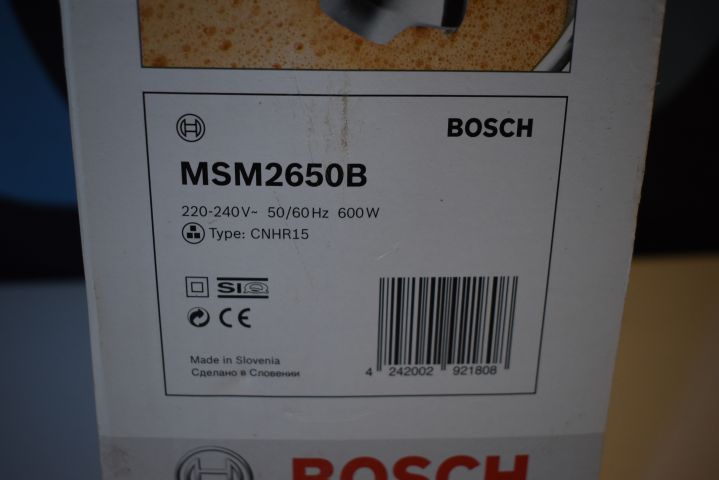 BOSCH
MSM2650B
220-240V~ 50/60Hz 600W
Type: CNHR15
SIQ
CE
Made in Slovenia
Сделано в Словении
4 242002 921808
BOSCH